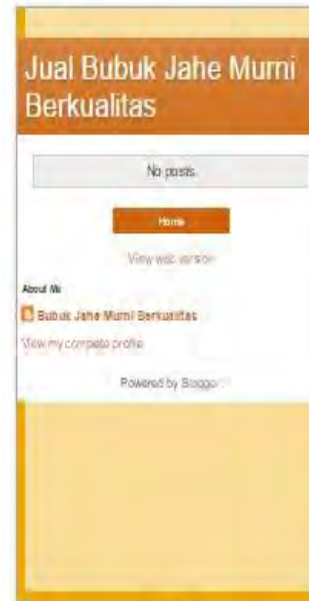 Jual Bubuk Jahe Murni
Berkualitas
No posts.
Home
View web version
About Me
Bubuk Jahe Murni Berkualitas
View my complete profile
Powered by Blogger.